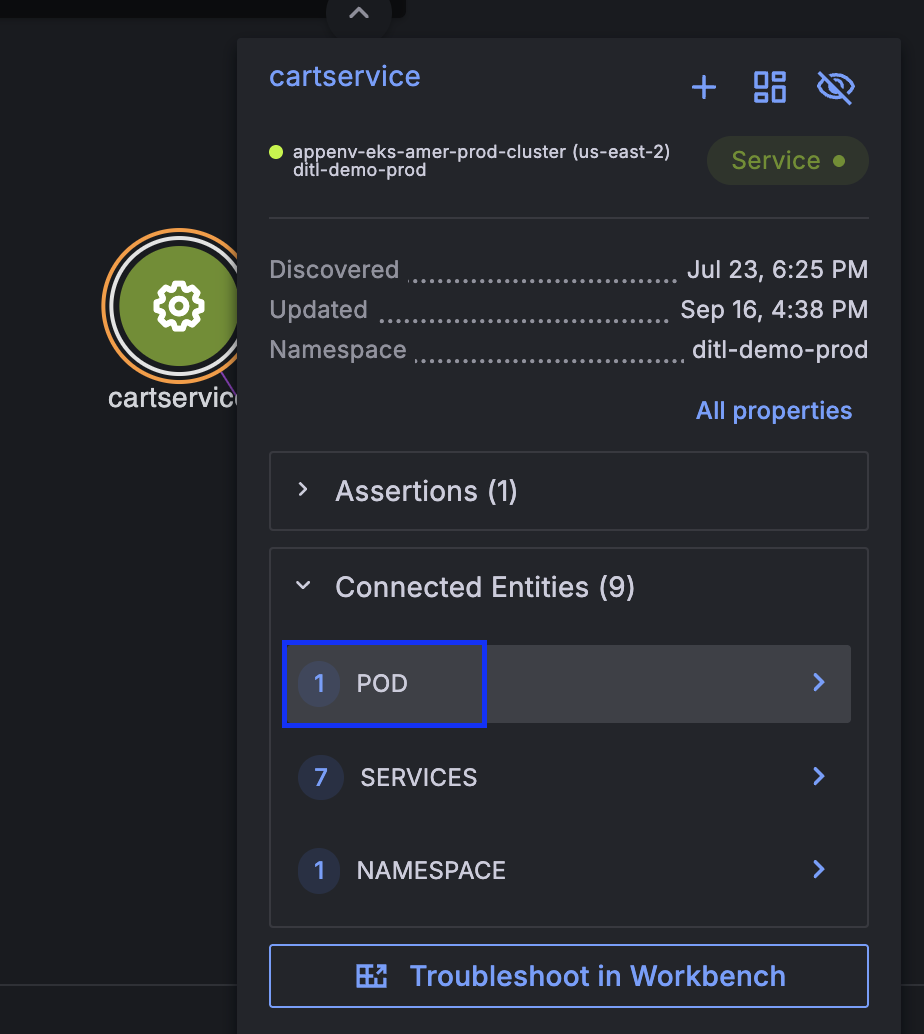 cartservice
appenv-eks-amer-prod-cluster (us-east-2)
ditl-demo-prod
Service
Discovered Jul 23, 6:25 PM
Updated Sep 16, 4:38 PM
Namespace ditl-demo-prod
cartservice
All properties
Assertions (1)
Connected Entities (9)
1 POD
7 SERVICES
1 NAMESPACE
Troubleshoot in Workbench